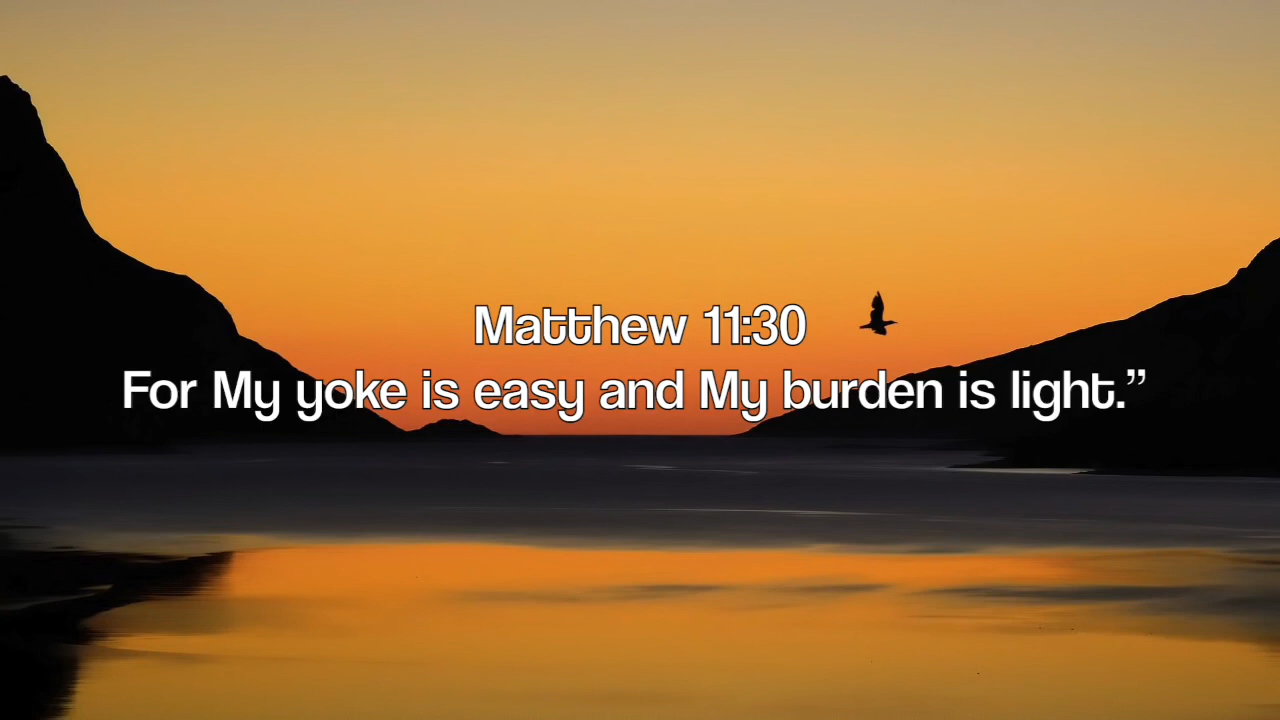 Matthew 11:30
For My yoke is easy and My burden is light.”